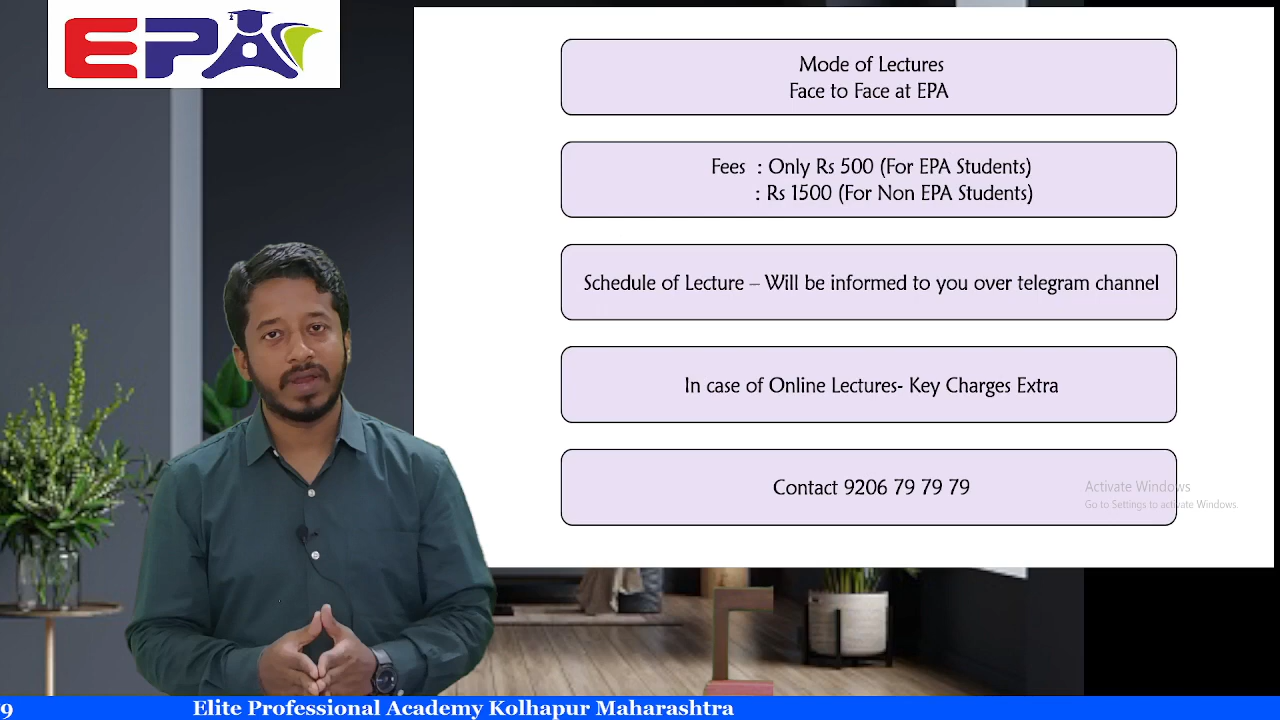 EPA
Mode of Lectures
Face to Face at EPA
Fees : Only Rs 500 (For EPA Students)
: Rs 1500 (For Non EPA Students)
Schedule of Lecture – Will be informed to you over telegram channel
In case of Online Lectures- Key Charges Extra
Contact 9206 79 79 79
Activate Windows
Go to Settings to activate Windows.
9 Elite Professional Academy Kolhapur Maharashtra